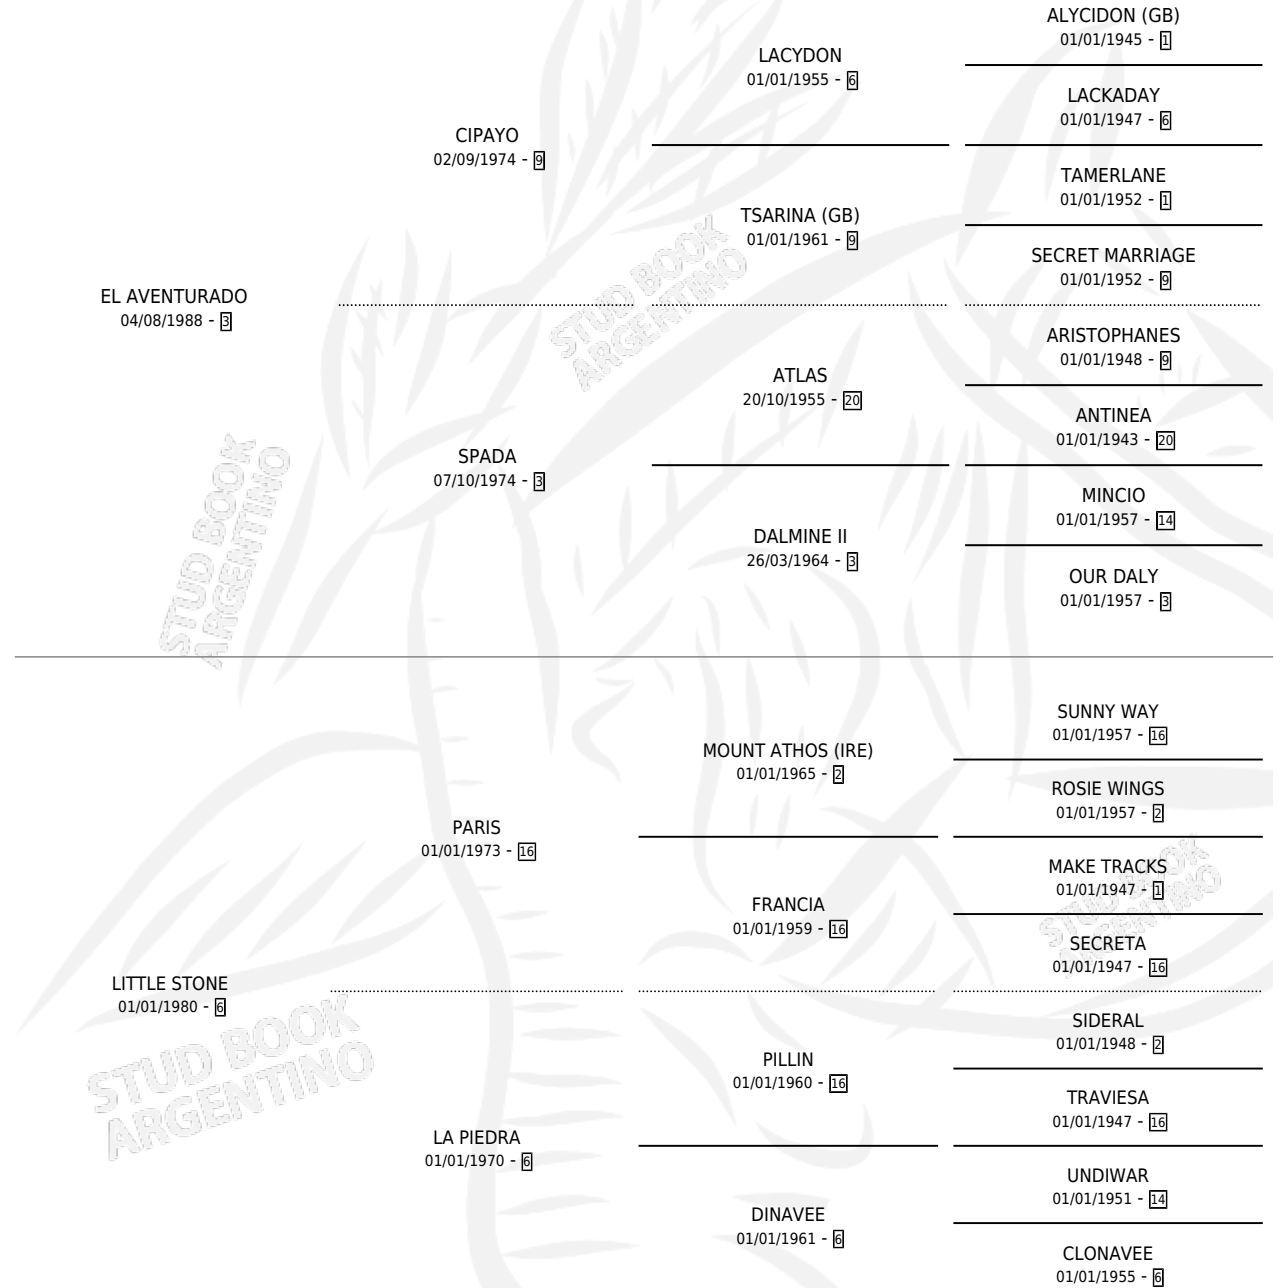 ALYCIDON (GB)
01/01/1945 - 1
LACYDON
01/01/1955 - 6
LACKADAY
01/01/1947 - 6
CIPAYO
02/09/1974 - 9
TAMERLANE
01/01/1952 - 1
TSARINA (GB)
01/01/1961 - 9
SECRET MARRIAGE
01/01/1952 - 9
EL AVENTURADO
04/08/1988 - 3
STUD BOOK
ARGENTINO
ARISTOPHANES
01/01/1948 - 9
ATLAS
20/10/1955 - 20
ANTINEA
01/01/1943 - 20
SPADA
07/10/1974 - 3
MINCIO
01/01/1957 - 14
DALMINE II
26/03/1964 - 3
OUR DALY
01/01/1957 - 3
STUD BOOK
ARGENTINO
SUNNY WAY
01/01/1957 - 16
MOUNT ATHOS (IRE)
01/01/1965 - 2
ROSIE WINGS
01/01/1957 - 2
PARIS
01/01/1973 - 16
MAKE TRACKS
01/01/1947 - 1
FRANCIA
01/01/1959 - 16
SECRETA
01/01/1947 - 16
STUD BOOK
ARGENTINO
LITTLE STONE
01/01/1980 - 6
SIDERAL
01/01/1948 - 2
PILLIN
01/01/1960 - 16
TRAVIESA
01/01/1947 - 16
STUD BOOK
ARGENTINO
LA PIEDRA
01/01/1970 - 6
UNDIWAR
01/01/1951 - 14
DINAVEE
01/01/1961 - 6
CLONAVEE
01/01/1955 - 6